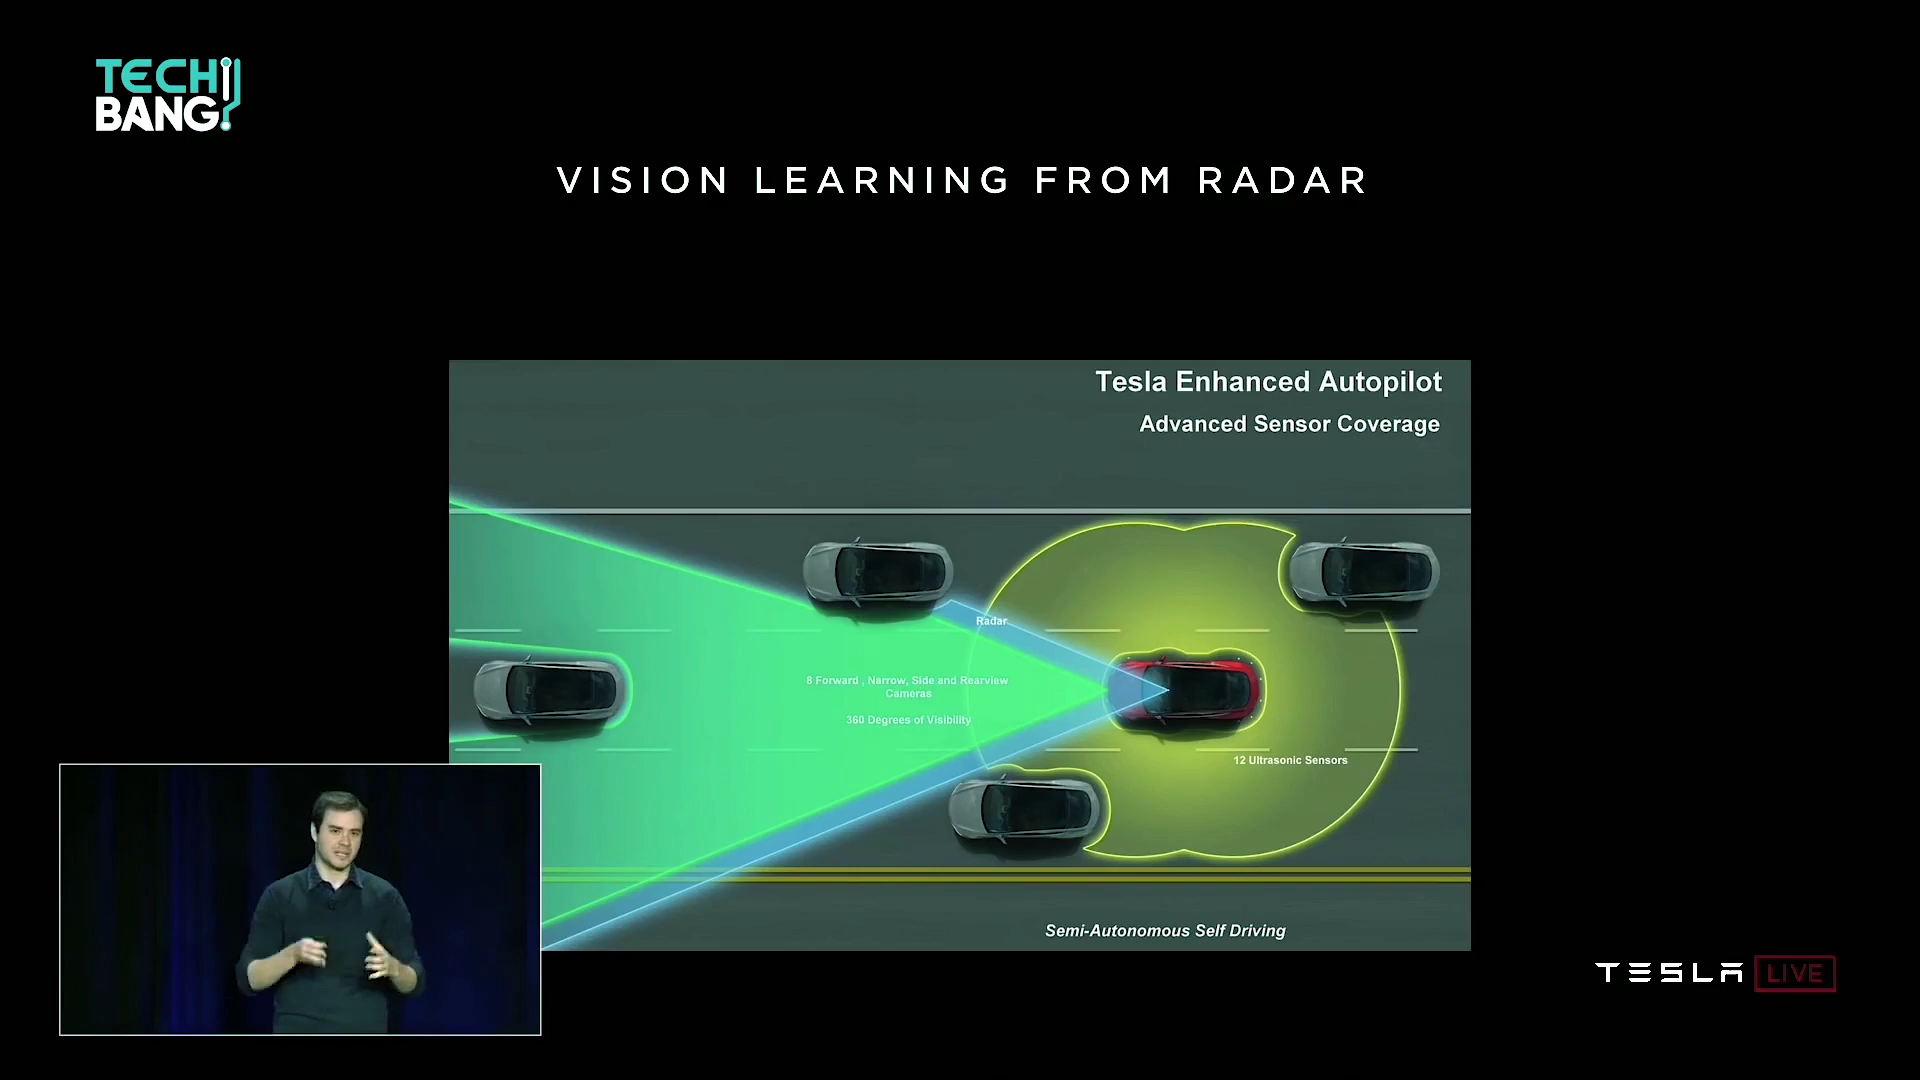 TECH
BANG!
VISION LEARNING FROM RADAR
Tesla Enhanced Autopilot
Advanced Sensor Coverage
Radar
8 Forward , Narrow, Side and Rearview
Cameras
360 Degrees of Visibility
12 Ultrasonic Sensors
Semi-Autonomous Self Driving
TESLA LIVE